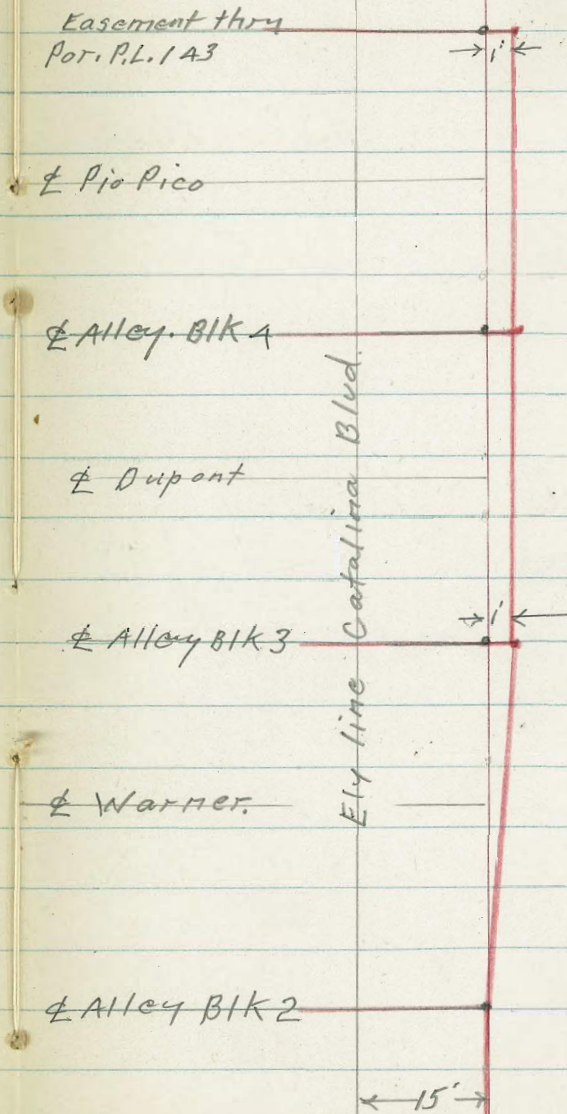 Easement thru
Por. P.L. 143
1'
℄ Pio Pico
℄ Alley. Blk 4
Ely line Catalina Blvd.
℄ Dupont
1'
℄ Alley Blk 3
℄ Warner.
℄ Alley Blk 2
15'